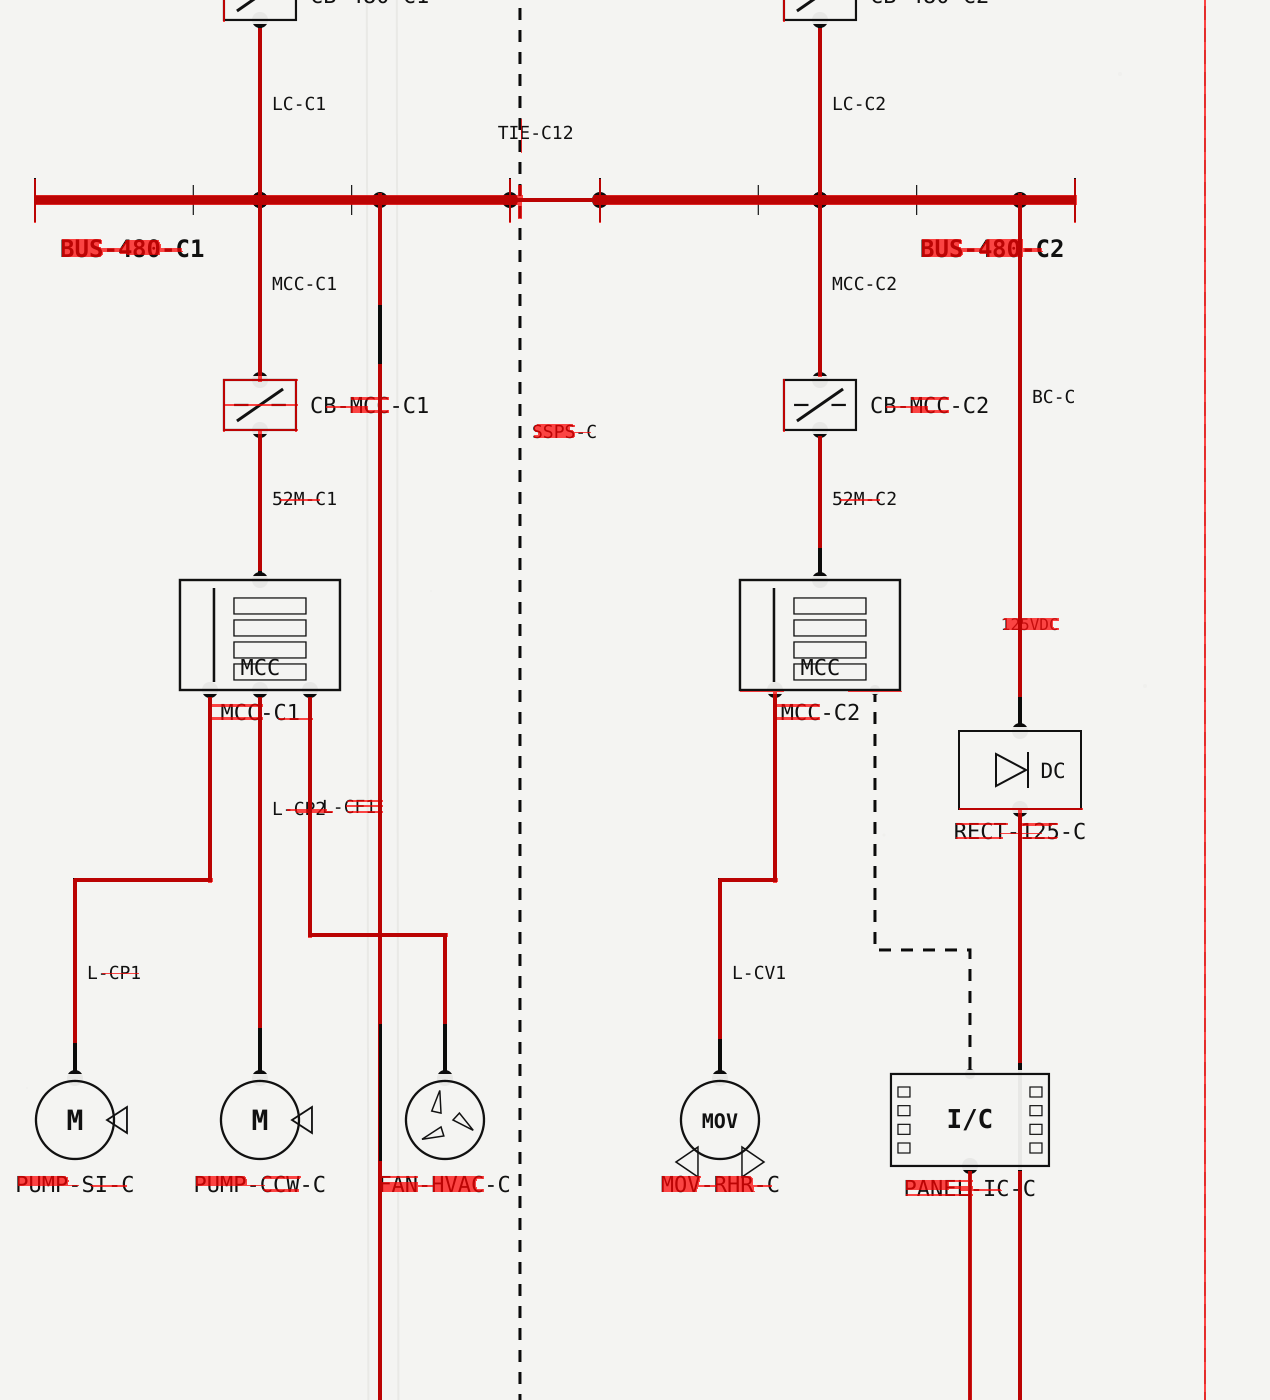 CB-480-C1
CB-480-C2
LC-C1
LC-C2
TIE-C12
BUS-480-C1
BUS-480-C2
MCC-C1
MCC-C2
CB-MCC-C1
CB-MCC-C2
BC-C
SSPS-C
52M-C1
52M-C2
125VDC
MCC
MCC
MCC-C1
MCC-C2
DC
L-CP2
L-CF1
RECT-125-C
L-CP1
L-CV1
M
M
MOV
I/C
PUMP-SI-C
PUMP-CCW-C
FAN-HVAC-C
MOV-RHR-C
PANEL-IC-C